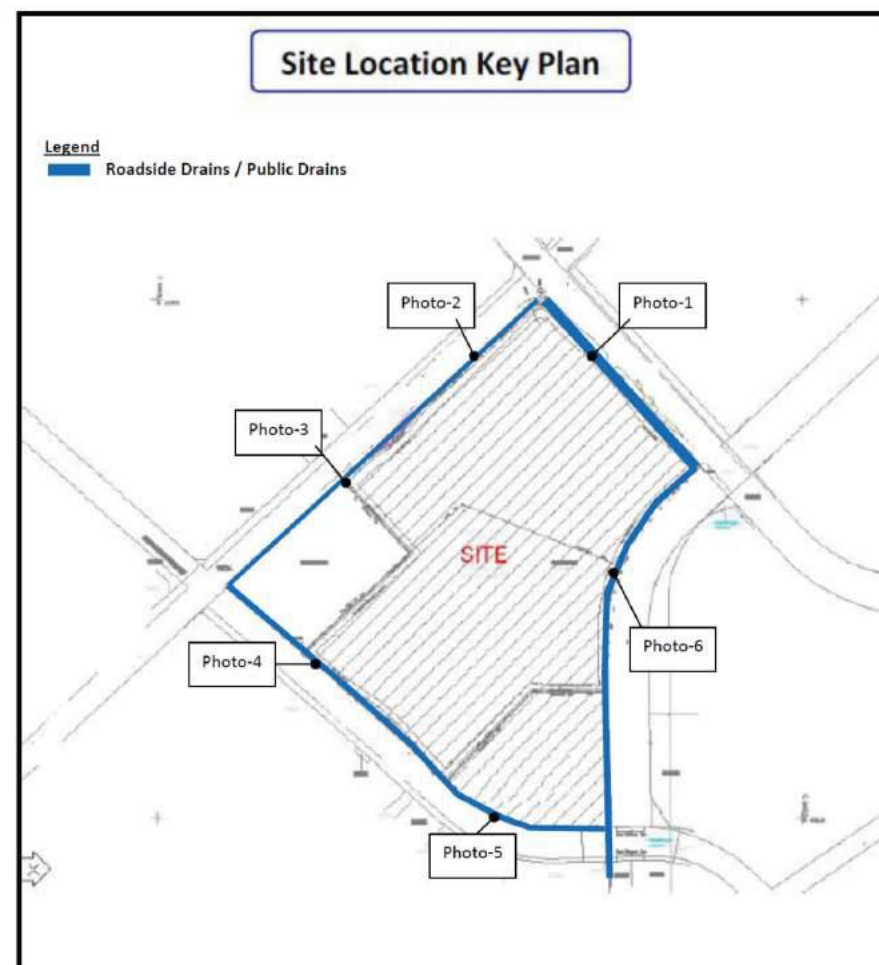 Site Location Key Plan
Legend
Roadside Drains / Public Drains
Photo-2
Photo-1
Photo-3
SITE
Photo-6
Photo-4
Photo-5